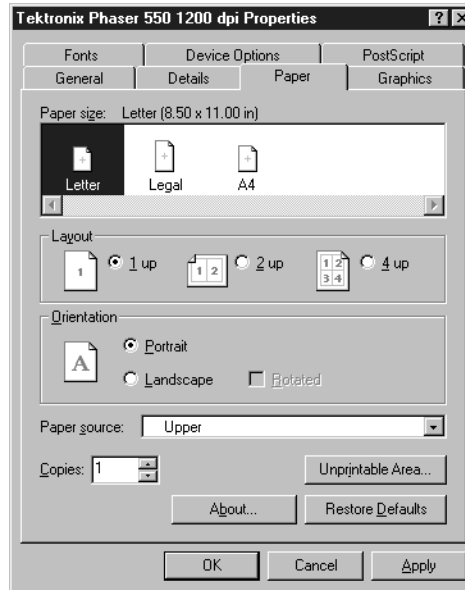 Tektronix Phaser 550 1200 dpi Properties
Fonts Device Options PostScript
General Details Paper Graphics
Paper size: Letter (8.50 x 11.00 in)
Letter Legal A4
Layout
1 1 up 1 2 2 up 1 2 4 up
3 4
Orientation
A Portrait
Landscape Rotated
Paper source: Upper
Copies: 1 Unprintable Area...
About... Restore Defaults
OK Cancel Apply